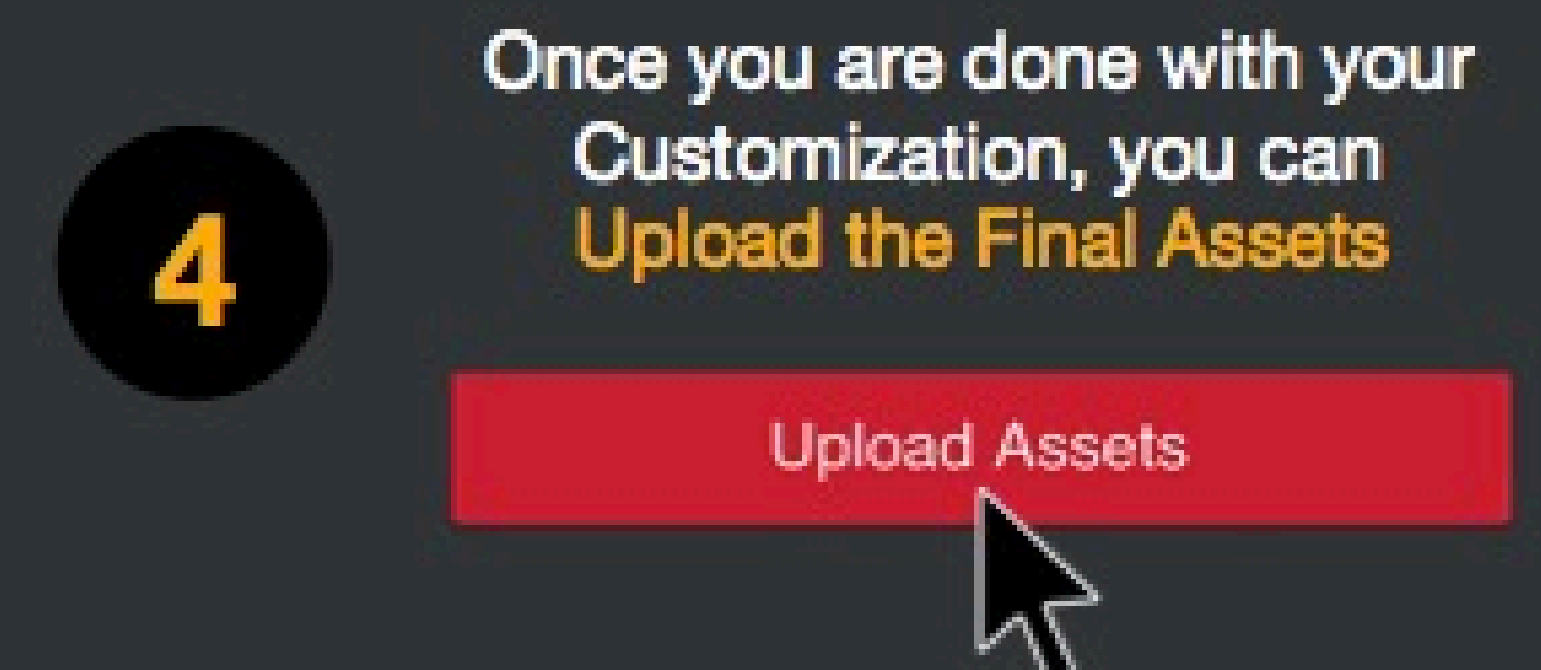 4
Once you are done with your
Customization, you can
Upload the Final Assets
Upload Assets